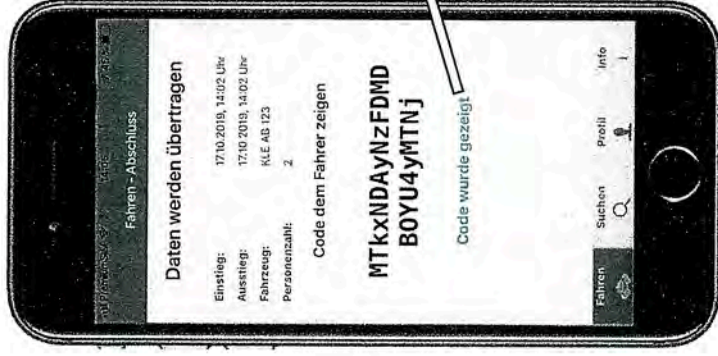 Fahren - Abschluss
Daten werden übertragen
Einstieg: 17.10.2019, 14:02 Uhr
Ausstieg: 17.10.2019, 14:02 Uhr
Fahrzeug: KLE AB 123
Personenzahl: 2
Code dem Fahrer zeigen
MTkxNDAyNzFDMD
BOYU4yMTNj
Code wurde gezeigt
Fahren Suchen Profil Info